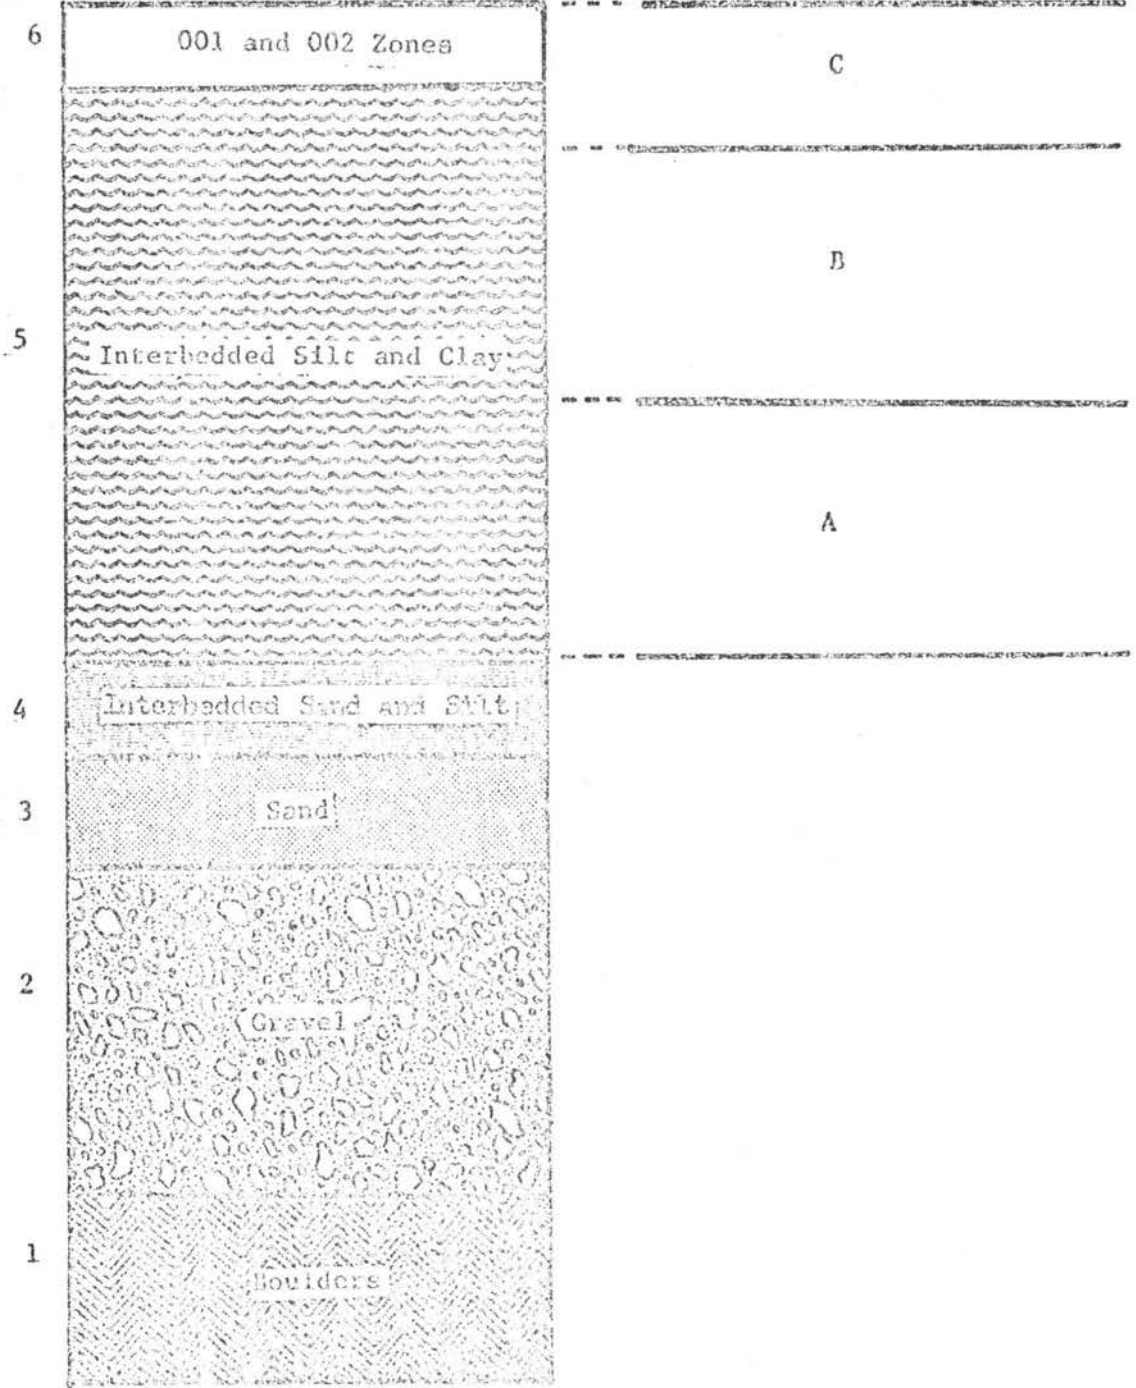 6
001 and 002 Zones
C
B
5
Interbedded Silt and Clay
A
4
Interbedded Sand and Silt
3
Sand
2
Gravel
1
Boulders